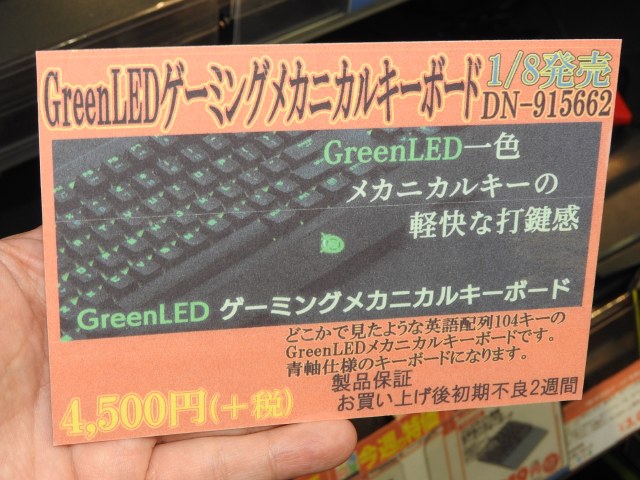 GreenLEDゲーミングメカニカルキーボード
1/8発売
DN-915662
GreenLED一色
メカニカルキーの
軽快な打鍵感
GreenLED ゲーミングメカニカルキーボード
どこかで見たような英語配列104キーの
GreenLEDメカニカルキーボードです。
青軸仕様のキーボードになります。
製品保証
お買い上げ後初期不良2週間
4,500円(+税)
今週の特価